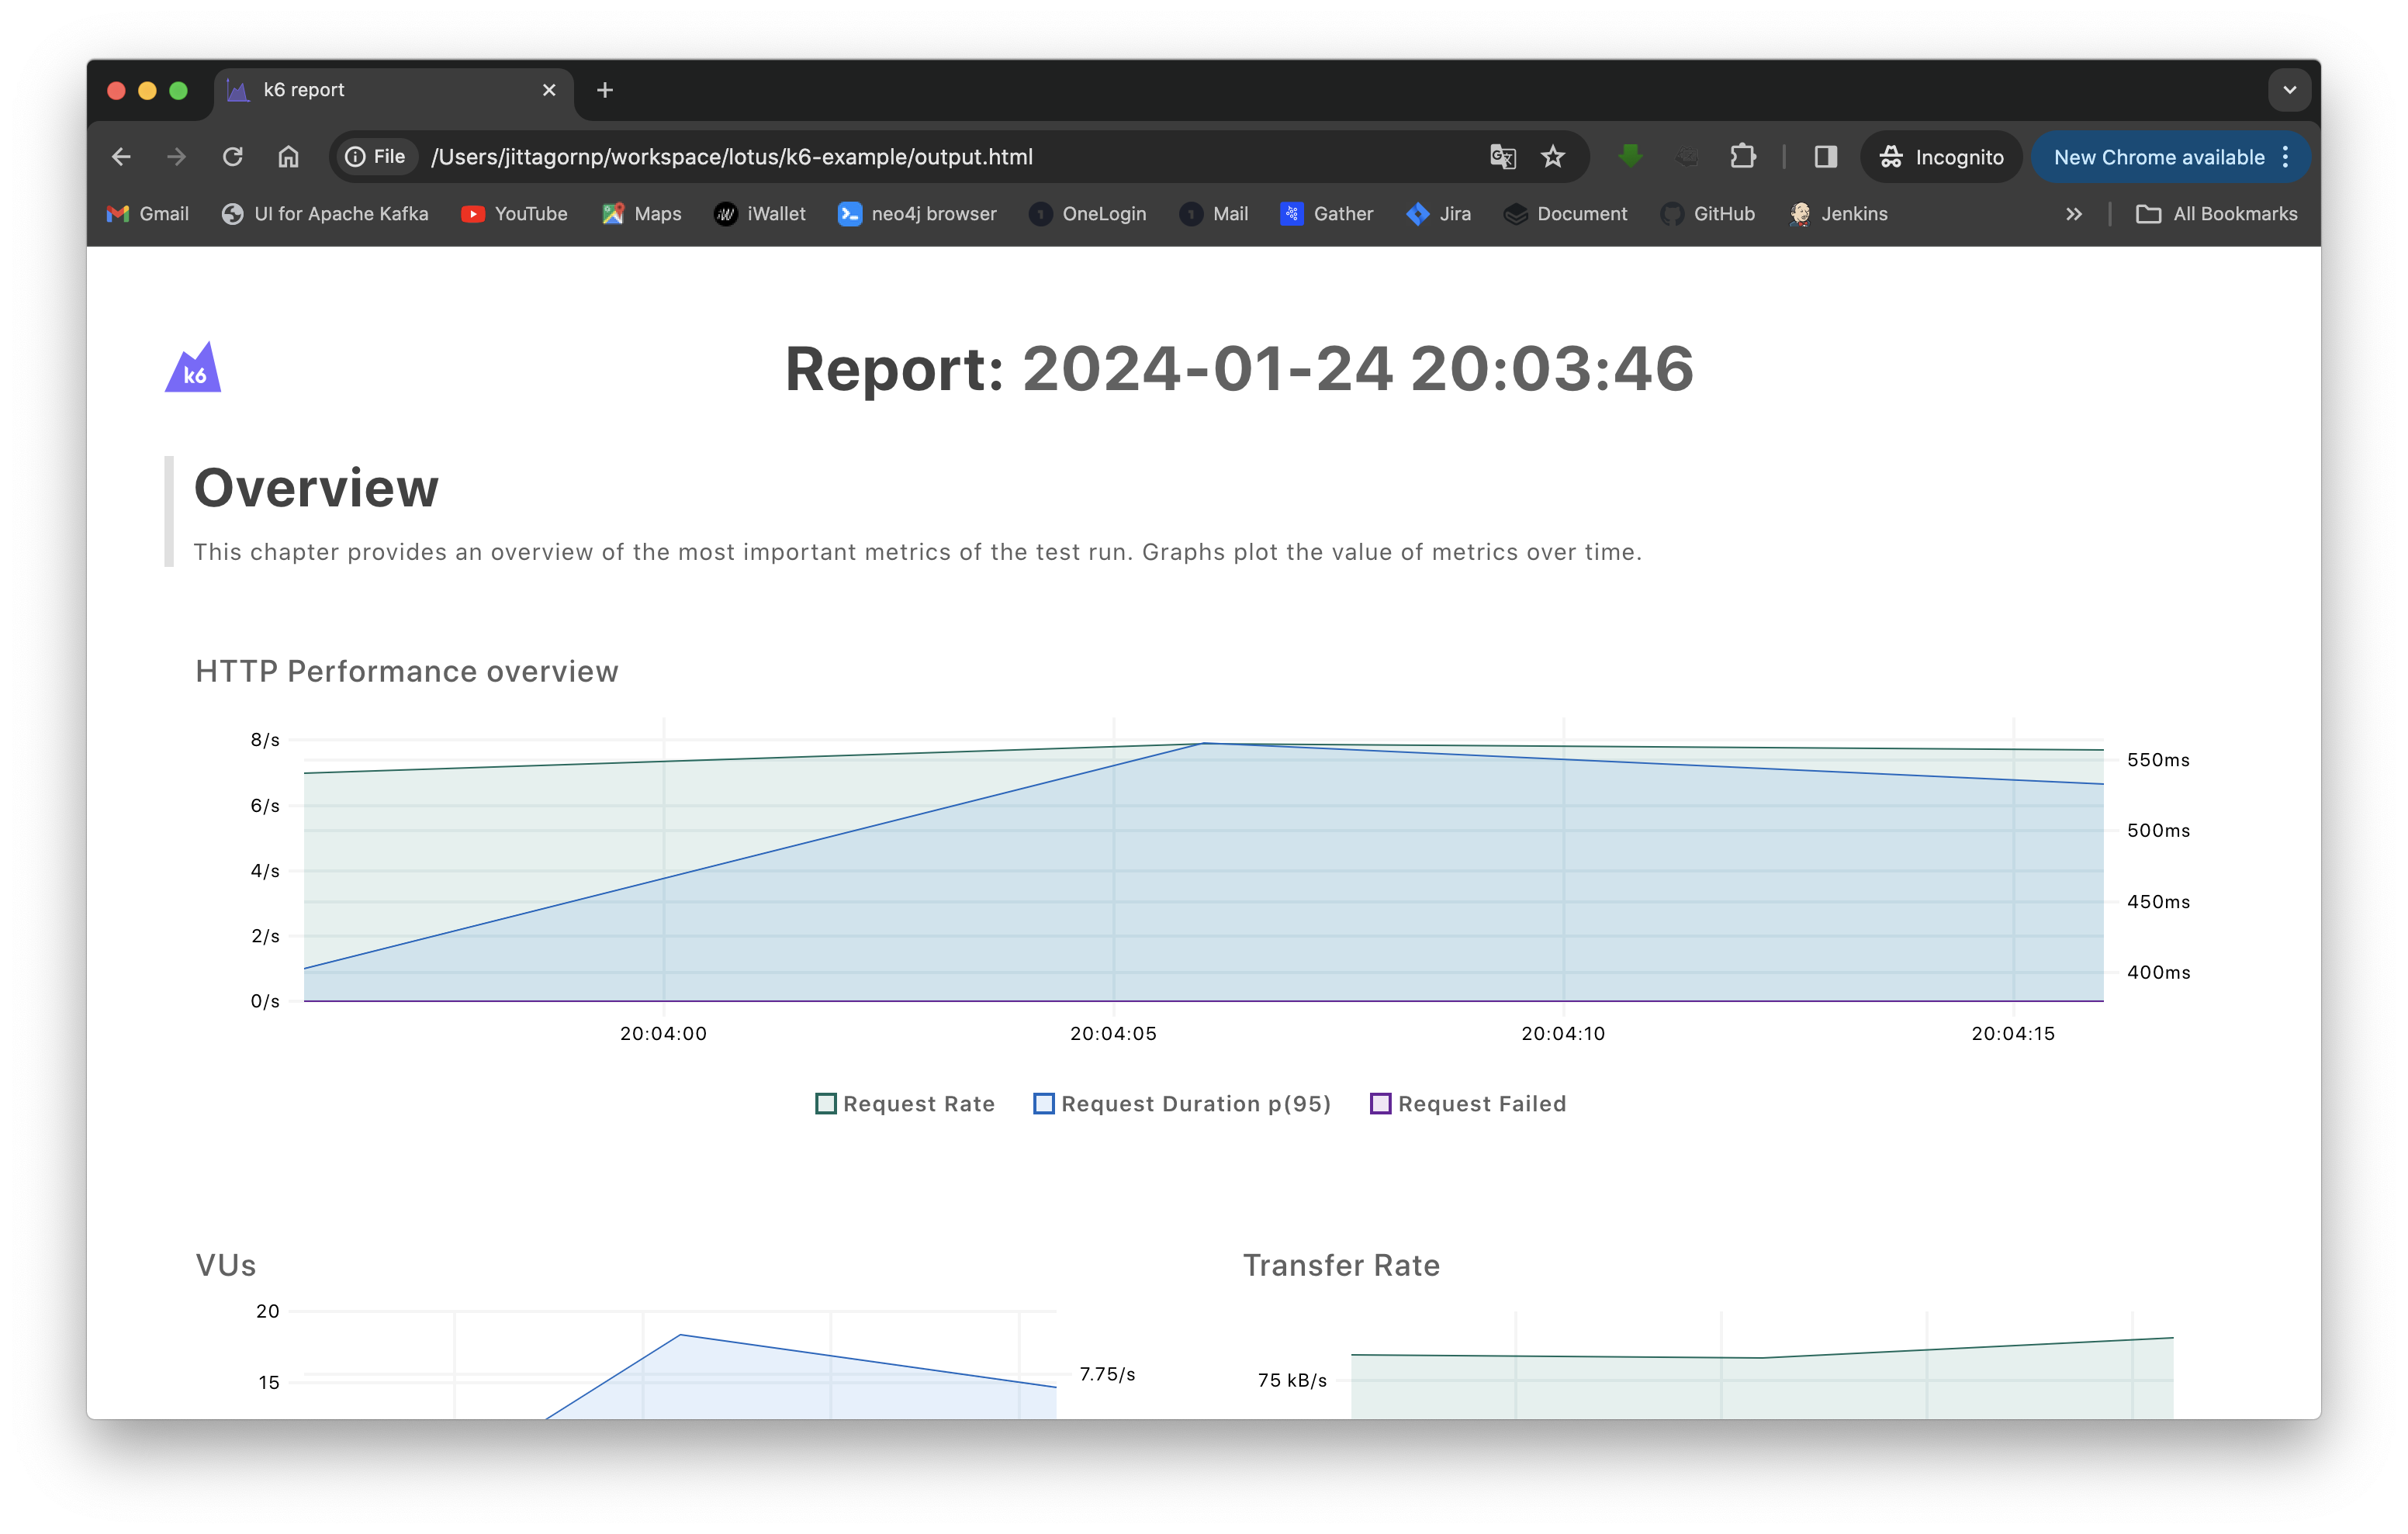 k6 report
File /Users/jittagornp/workspace/lotus/k6-example/output.html Incognito New Chrome available
Gmail UI for Apache Kafka YouTube Maps iWallet neo4j browser OneLogin Mail Gather Jira Document GitHub Jenkins All Bookmarks
k6
Report: 2024-01-24 20:03:46
Overview
This chapter provides an overview of the most important metrics of the test run. Graphs plot the value of metrics over time.
HTTP Performance overview
8/s
550ms
6/s
500ms
4/s
450ms
2/s
400ms
0/s
20:04:00 20:04:05 20:04:10 20:04:15
Request Rate Request Duration p(95) Request Failed
VUs Transfer Rate
20
7.75/s
15 75 kB/s